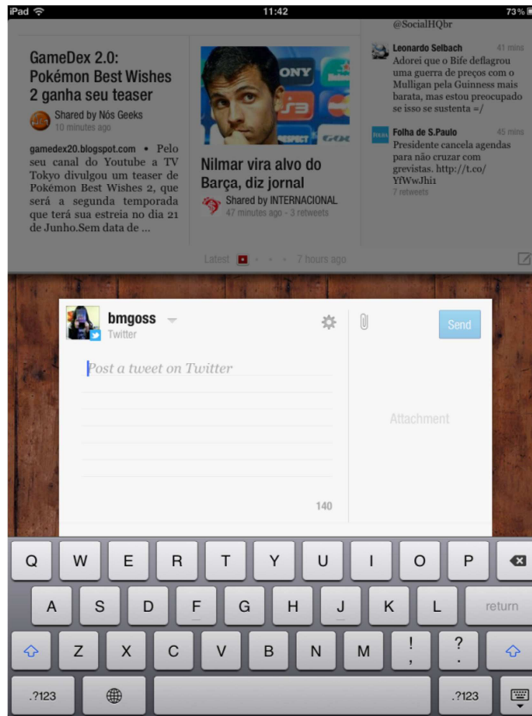 iPad
11:42
73%
@SocialHQbr
GameDex 2.0:
Pokémon Best Wishes
2 ganha seu teaser
Shared by Nós Geeks
10 minutes ago
gamedex20.blogspot.com • Pelo
seu canal do Youtube a TV
Tokyo divulgou um teaser de
Pokémon Best Wishes 2, que
será a segunda temporada
que terá sua estreia no dia 21
de Junho.Sem data de ...
ONY
RESPECT
Nilmar vira alvo do
Barça, diz jornal
Shared by INTERNACIONAL
47 minutes ago - 3 retweets
Leonardo Selbach 41 mins
Adorei que o Bife deflagrou
uma guerra de preços com o
Mulligan pela Guinness mais
barata, mas estou preocupado
se isso se sustenta =/
Folha de S.Paulo 45 mins
Presidente cancela agendas
para não cruzar com
grevistas. http://t.co/
YfWwJhi1
7 retweets
Latest
7 hours ago
bmgoss
Twitter
Send
Post a tweet on Twitter
Attachment
140
Q W E R T Y U I O P
A S D F G H J K L return
Z X C V B N M ! , ? .
.?123 .?123